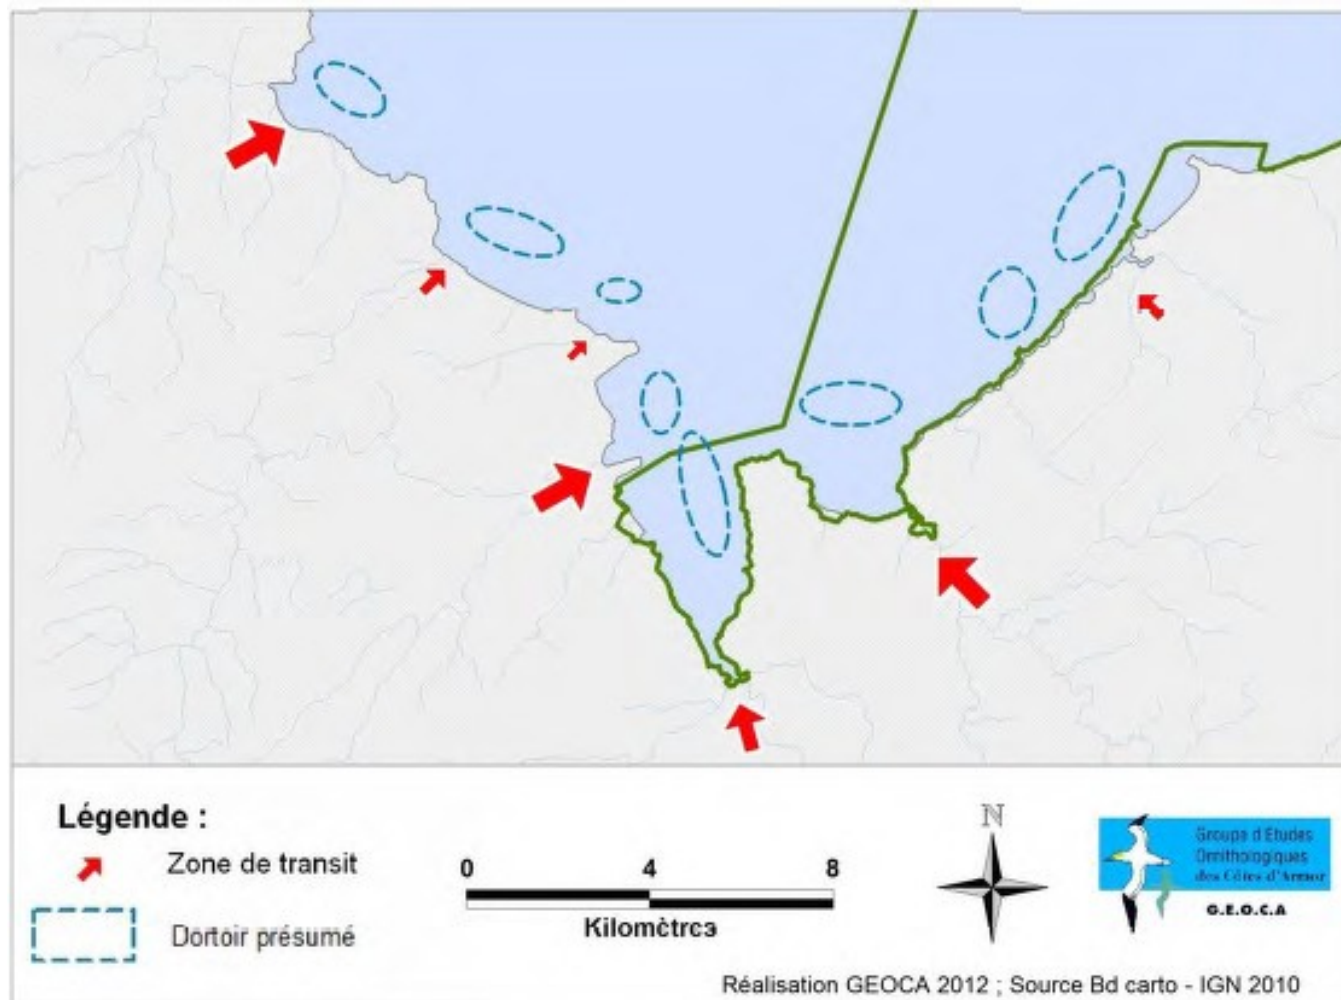 Légende :
Zone de transit
Dortoir présumé
0 4 8
Kilomètres
N
Groupe d'Etudes
Ornithologiques
des Côtes d'Armor
G.E.O.C.A
Réalisation GEOCA 2012 ; Source Bd carto - IGN 2010